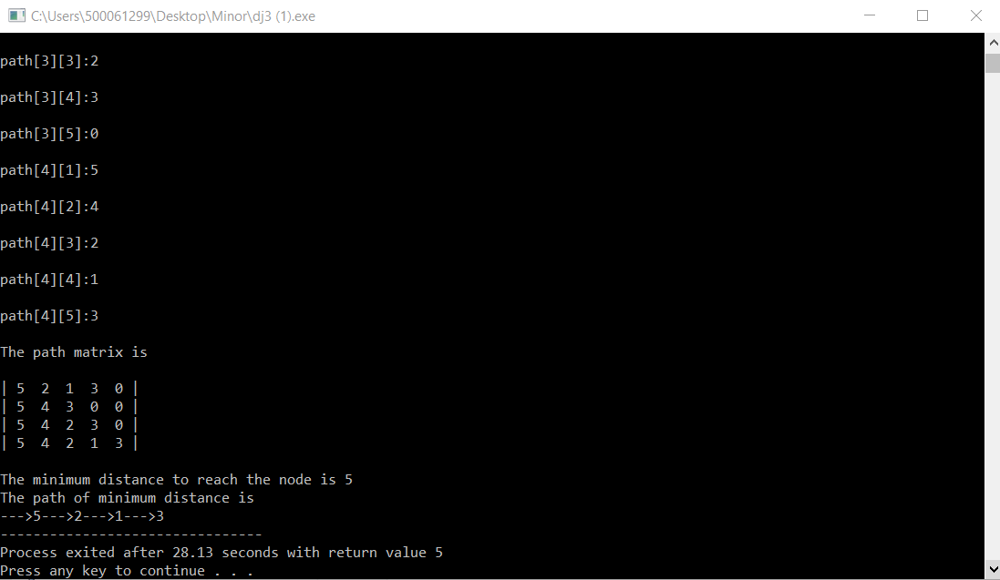 C:\Users\500061299\Desktop\Minor\dj3 (1).exe
path[3][3]:2
path[3][4]:3
path[3][5]:0
path[4][1]:5
path[4][2]:4
path[4][3]:2
path[4][4]:1
path[4][5]:3
The path matrix is
| 5  2  1  3  0 |
| 5  4  3  0  0 |
| 5  4  2  3  0 |
| 5  4  2  1  3 |
The minimum distance to reach the node is 5
The path of minimum distance is
--->5--->2--->1--->3
--------------------------------
Process exited after 28.13 seconds with return value 5
Press any key to continue . . .